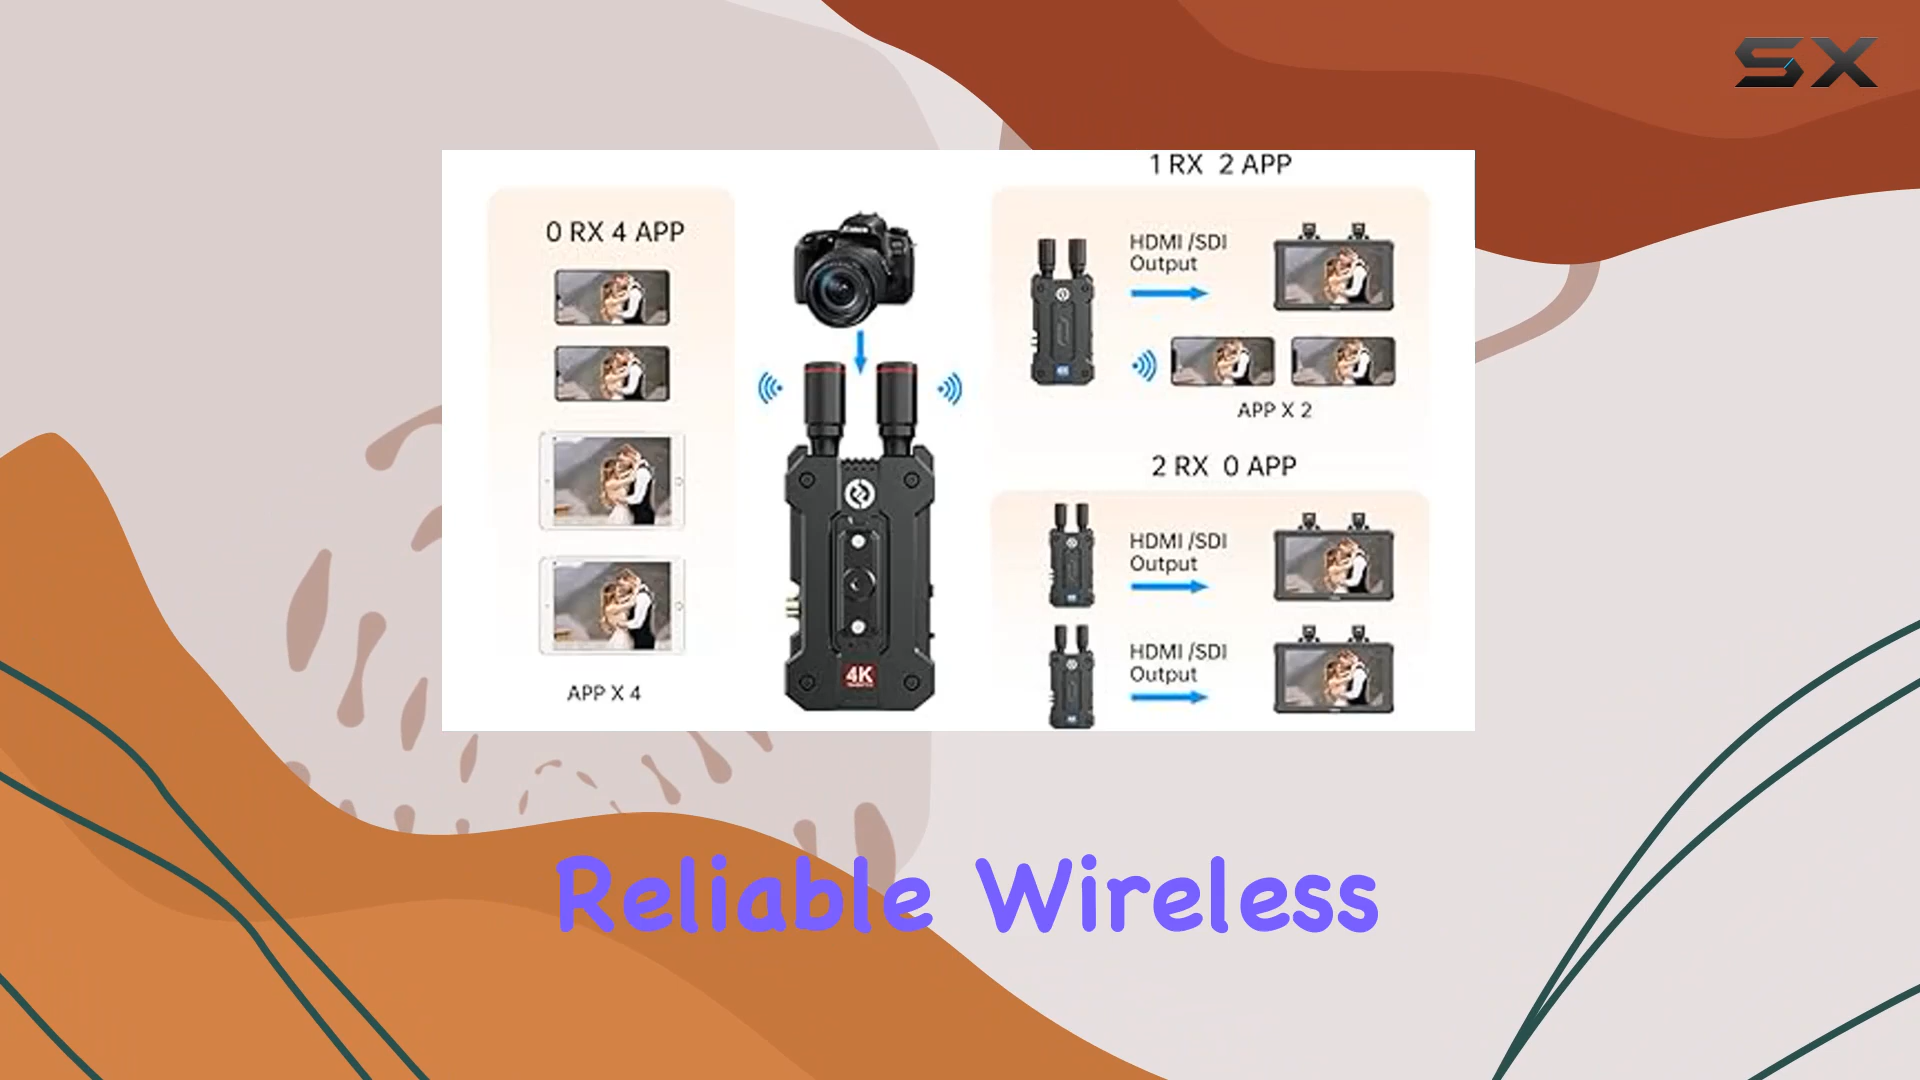 SX
1 RX 2 APP
0 RX 4 APP
HDMI /SDI
Output
APP X 2
2 RX 0 APP
HDMI /SDI
Output
4K
HDMI /SDI
Output
APP X 4
Reliable Wireless